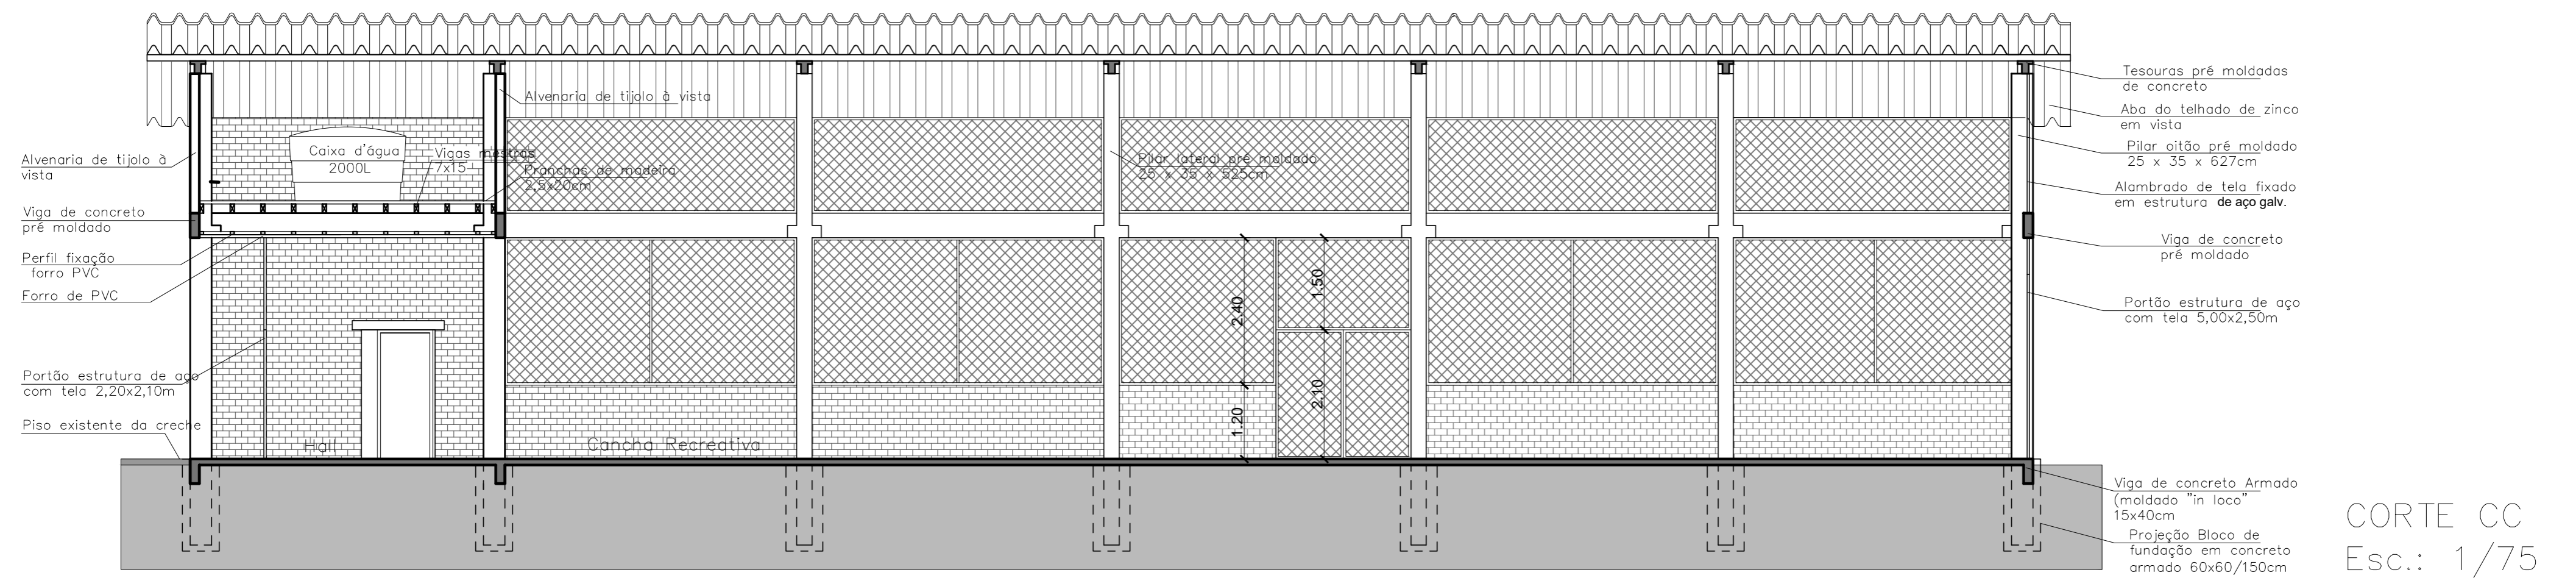 Alvenaria de tijolo à
vista
Viga de concreto
pré moldado
Perfil fixação
forro PVC
Forro de PVC
Portão estrutura de aço
com tela 2,20x2,10m
Piso existente da creche
Caixa d'água
2000L
Hall
Alvenaria de tijolo à vista
Vigas mestras
7x15
Pranchas de madeira
2,5x20cm
Cancha Recreativa
Pilar lateral pré moldado
25 x 35 x 525cm
2.40
1.20
1.50
2.10
Tesouras pré moldadas
de concreto
Aba do telhado de zinco
em vista
Pilar oitão pré moldado
25 x 35 x 627cm
Alambrado de tela fixado
em estrutura de aço galv.
Viga de concreto
pré moldado
Portão estrutura de aço
com tela 5,00x2,50m
Viga de concreto Armado
(moldado "in loco"
15x40cm
Projeção Bloco de
fundação em concreto
armado 60x60/150cm
CORTE CC
Esc.: 1/75